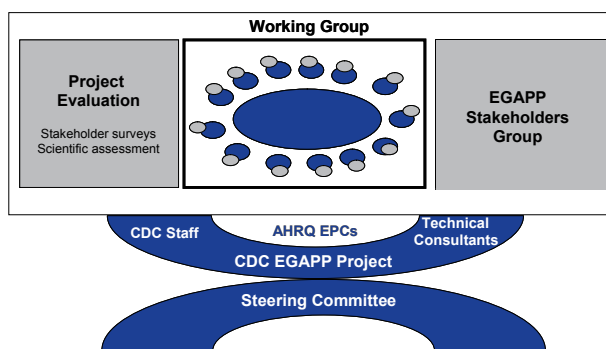 Working Group
Project
Evaluation
Stakeholder surveys
Scientific assessment
EGAPP
Stakeholders
Group
CDC Staff
AHRQ EPCs
Technical
Consultants
CDC EGAPP Project
Steering Committee